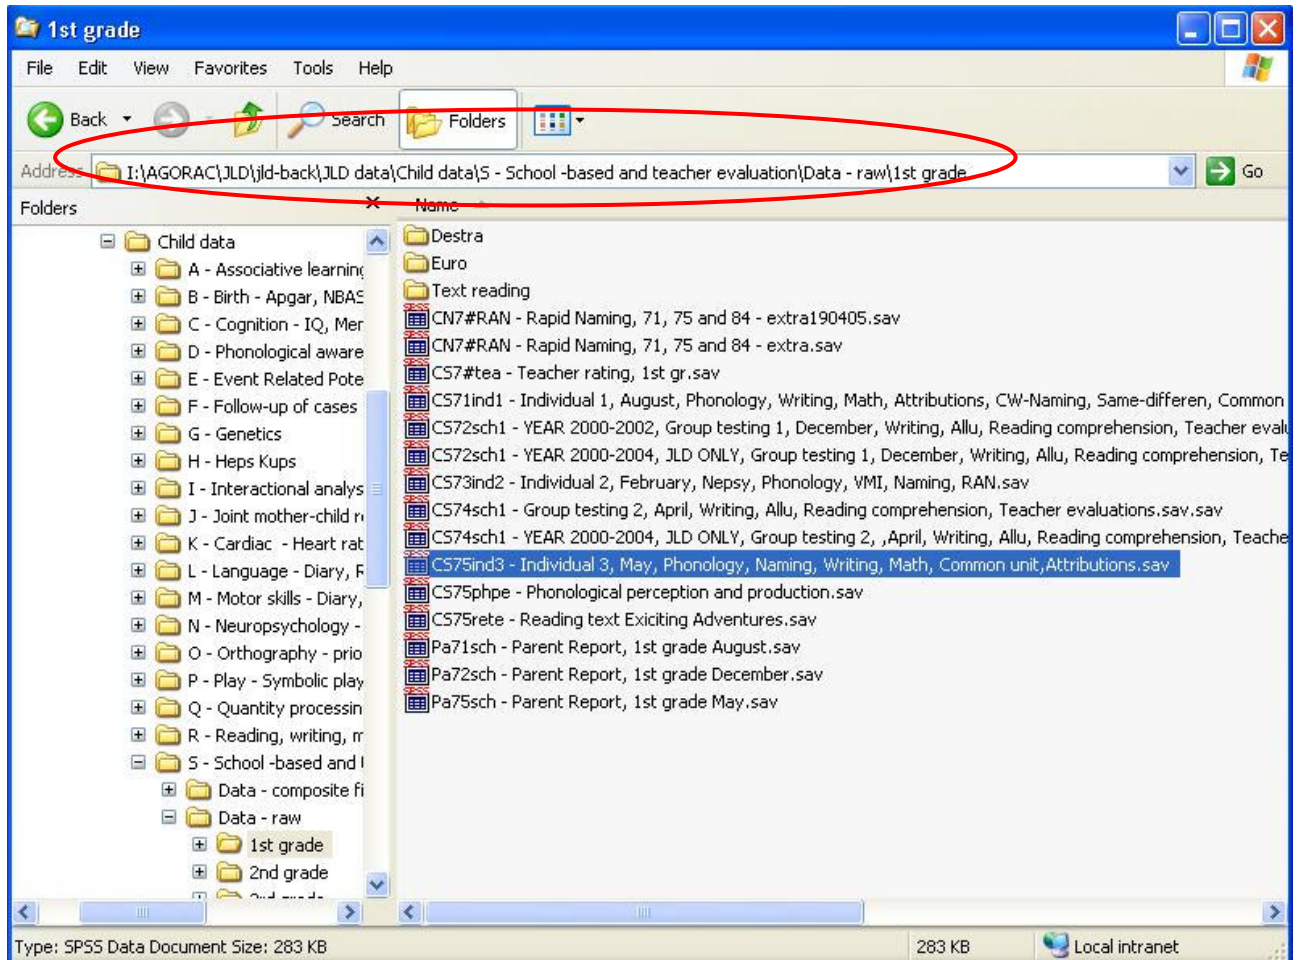 1st grade
File Edit View Favorites Tools Help
Back Search Folders
Address I:\AGORAC\JLD\jld-back\JLD data\Child data\S - School -based and teacher evaluation\Data - raw\1st grade Go
Folders
Child data
A - Associative learning
B - Birth - Apgar, NBAS
C - Cognition - IQ, Mer
D - Phonological aware
E - Event Related Pote
F - Follow-up of cases
G - Genetics
H - Heps Kups
I - Interactional analys
J - Joint mother-child r
K - Cardiac - Heart rat
L - Language - Diary, F
M - Motor skills - Diary,
N - Neuropsychology -
O - Orthography - prio
P - Play - Symbolic play
Q - Quantity processin
R - Reading, writing, m
S - School -based and t
Data - composite fi
Data - raw
1st grade
2nd grade
Name
Destra
Euro
Text reading
CN7#RAN - Rapid Naming, 71, 75 and 84 - extra190405.sav
CN7#RAN - Rapid Naming, 71, 75 and 84 - extra.sav
CS7#tea - Teacher rating, 1st gr.sav
CS71ind1 - Individual 1, August, Phonology, Writing, Math, Attributions, CW-Naming, Same-differen, Common
CS72sch1 - YEAR 2000-2002, Group testing 1, December, Writing, Allu, Reading comprehension, Teacher evalu
CS72sch1 - YEAR 2000-2004, JLD ONLY, Group testing 1, December, Writing, Allu, Reading comprehension, Te
CS73ind2 - Individual 2, February, Nepsy, Phonology, VMI, Naming, RAN.sav
CS74sch1 - Group testing 2, April, Writing, Allu, Reading comprehension, Teacher evaluations.sav.sav
CS74sch1 - YEAR 2000-2004, JLD ONLY, Group testing 2, ,April, Writing, Allu, Reading comprehension, Teache
CS75ind3 - Individual 3, May, Phonology, Naming, Writing, Math, Common unit,Attributions.sav
CS75phpe - Phonological perception and production.sav
CS75rete - Reading text Exiciting Adventures.sav
Pa71sch - Parent Report, 1st grade August.sav
Pa72sch - Parent Report, 1st grade December.sav
Pa75sch - Parent Report, 1st grade May.sav
Type: SPSS Data Document Size: 283 KB 283 KB Local intranet